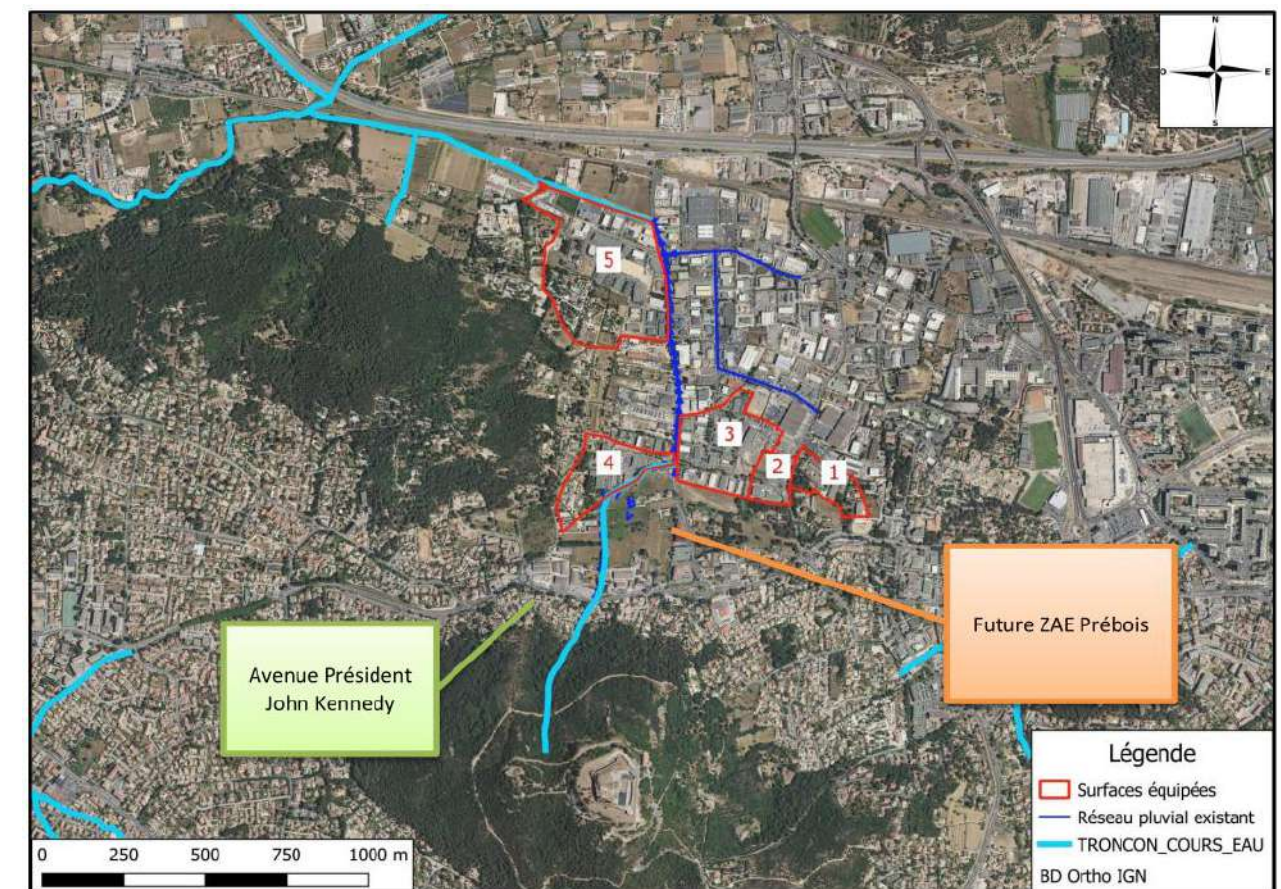 N
O
E
S
5
3
4
2
1
Future ZAE Prébois
Avenue Président
John Kennedy
Légende
Surfaces équipées
Réseau pluvial existant
TRONCON_COURS_EAU
BD Ortho IGN
0 250 500 750 1000 m